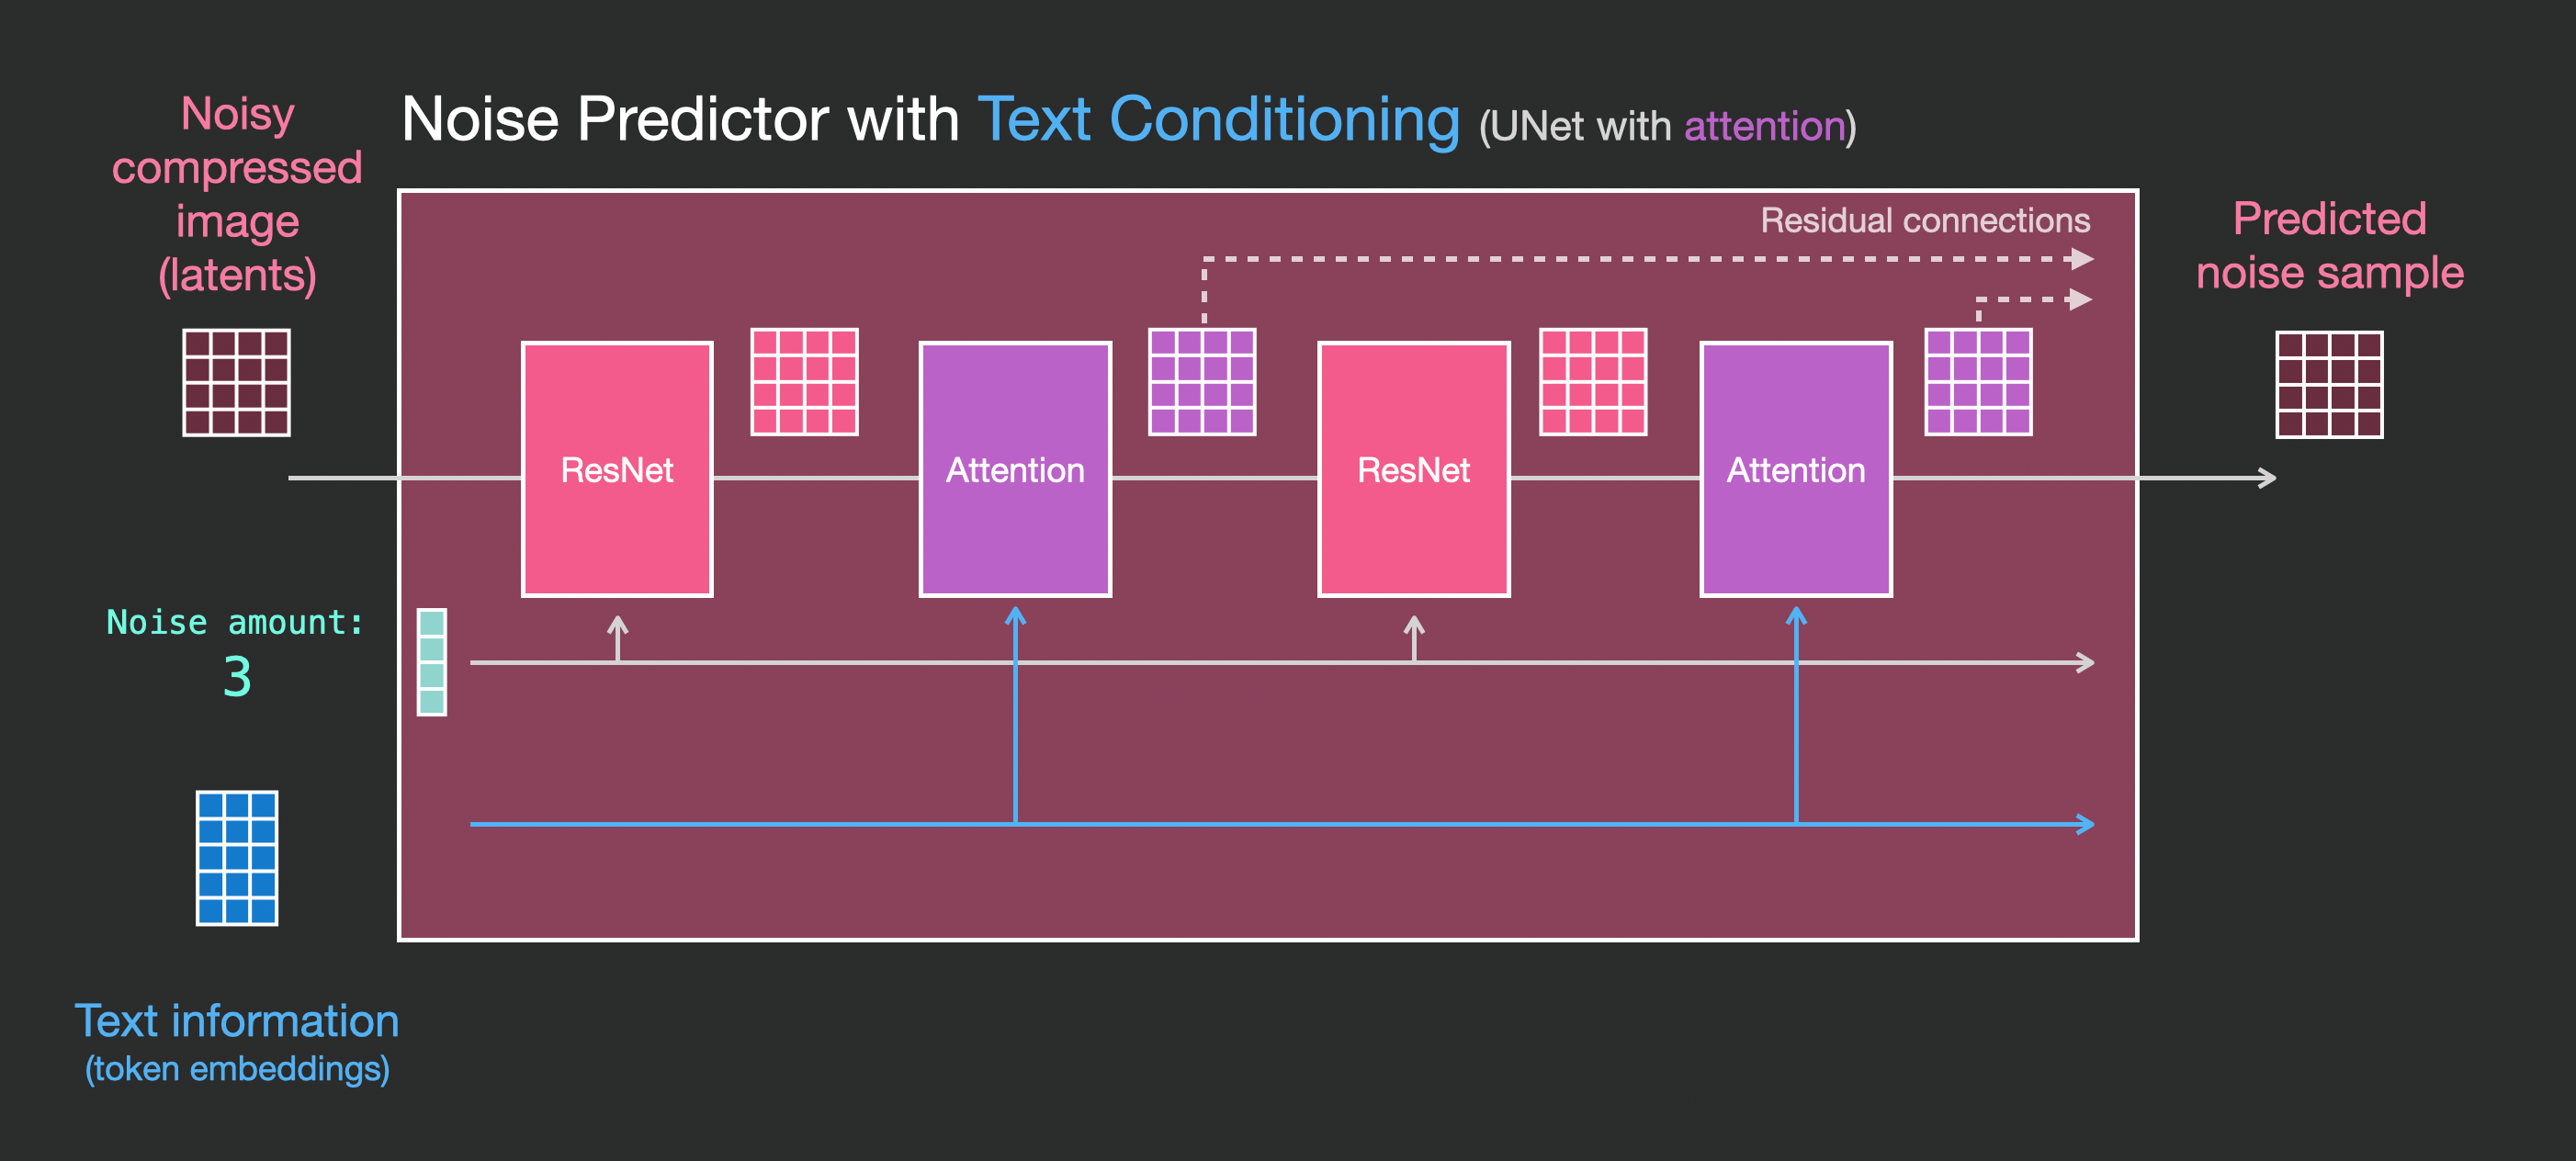 Noisy
compressed
image
(latents)
Noise Predictor with Text Conditioning (UNet with attention)
Residual connections
Predicted
noise sample
ResNet
Attention
ResNet
Attention
Noise amount:
3
Text information
(token embeddings)